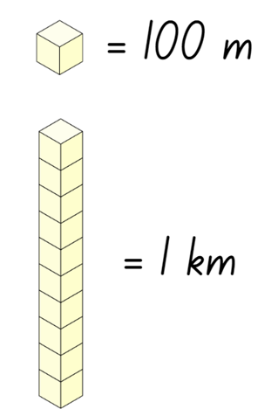 = 100 m
= 1 km